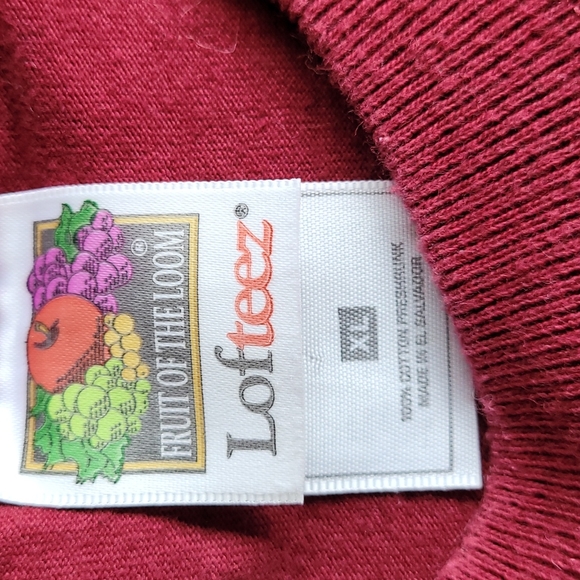 FRUIT OF THE LOOM®
Lofteez®
XL
100% COTTON PRESHRUNK
MADE IN EL SALVADOR